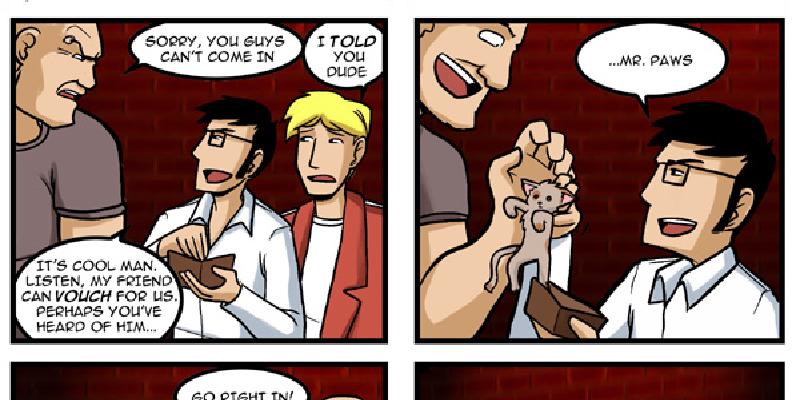 SORRY, YOU GUYS
CAN'T COME IN
I TOLD
YOU
DUDE
IT'S COOL MAN.
LISTEN, MY FRIEND
CAN VOUCH FOR US.
PERHAPS YOU'VE
HEARD OF HIM...
...MR. PAWS
GO RIGHT IN!